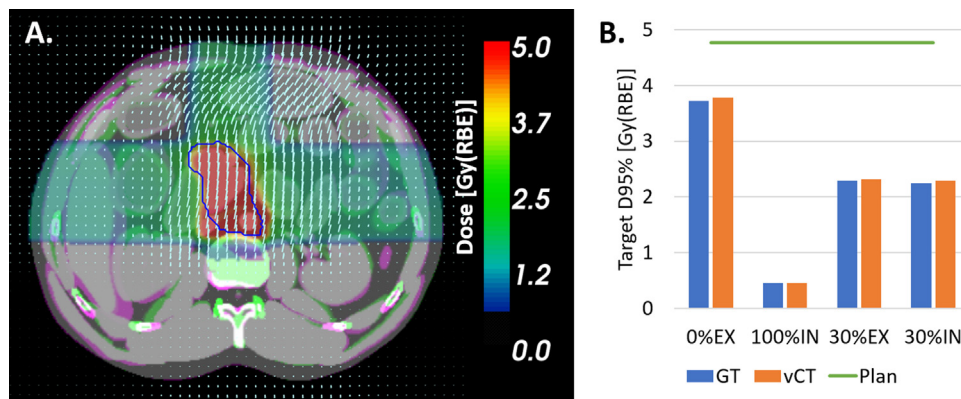 A.
Dose [Gy(RBE)]
5.0
3.7
2.5
1.2
0.0
B.
Target D95% [Gy(RBE)]
5
4
3
2
1
0
0%EX 100%IN 30%EX 30%IN
GT vCT Plan